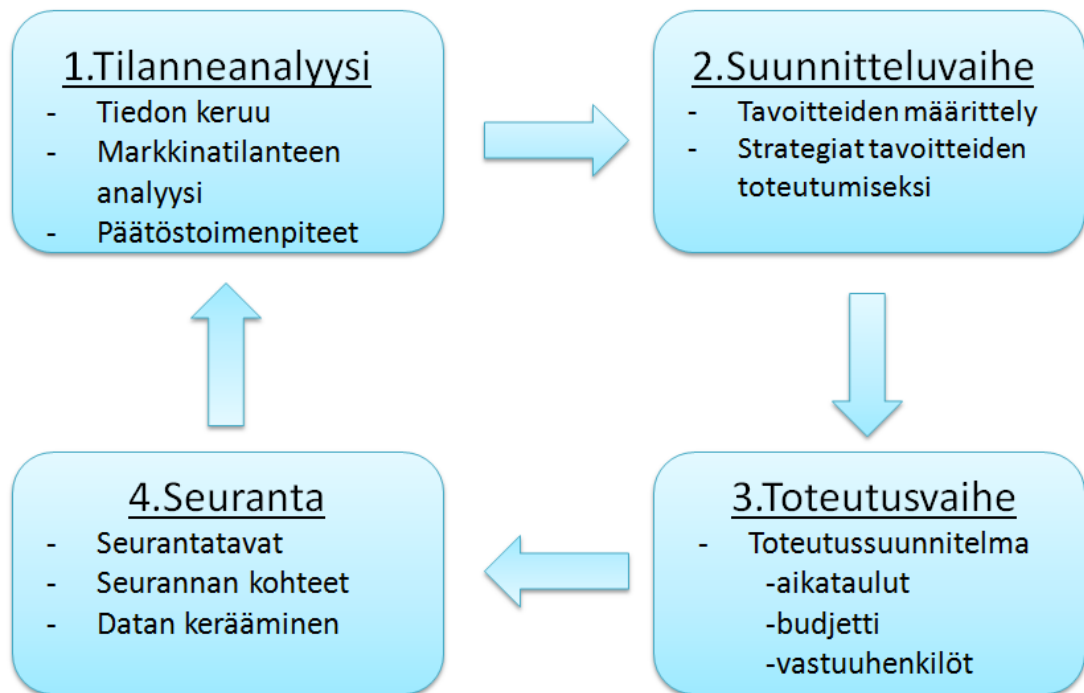 1.Tilanneanalyysi
- Tiedon keruu
- Markkinatilanteen
analyysi
- Päätöstoimenpiteet
2.Suunnitteluvaihe
- Tavoitteiden määrittely
- Strategiat tavoitteiden
toteutumiseksi
3.Toteutusvaihe
- Toteutussuunnitelma
-aikataulut
-budjetti
-vastuuhenkilöt
4.Seuranta
- Seurantatavat
- Seurannan kohteet
- Datan kerääminen